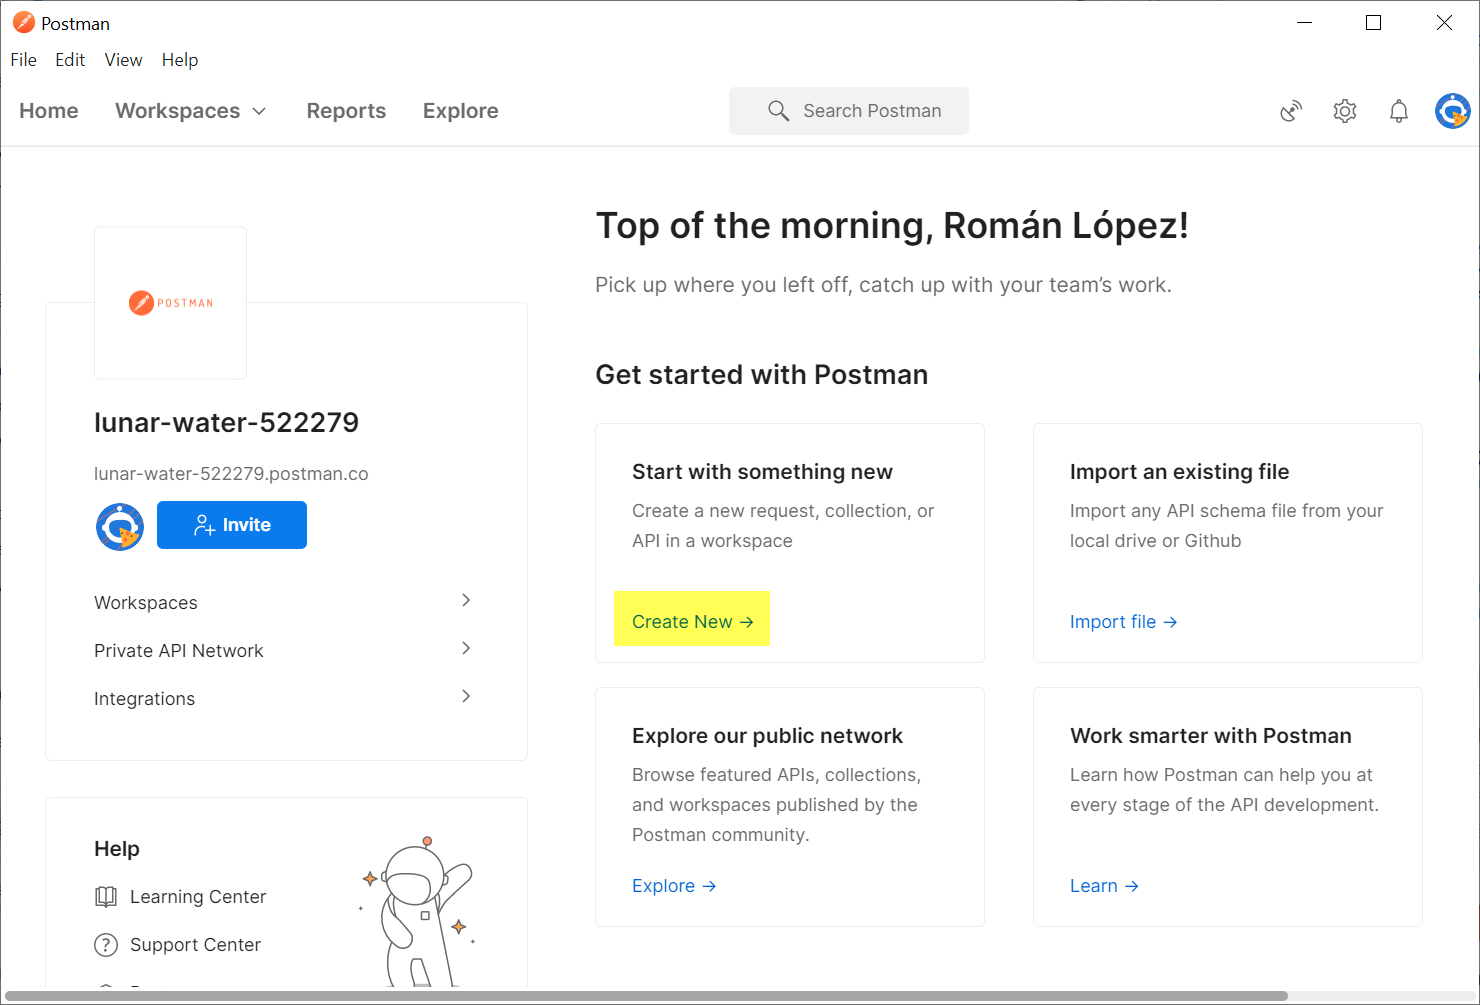 Postman
File Edit View Help
Home Workspaces Reports Explore Search Postman
POSTMAN
lunar-water-522279
lunar-water-522279.postman.co
Invite
Workspaces
Private API Network
Integrations
Help
Learning Center
Support Center
Top of the morning, Román López!
Pick up where you left off, catch up with your team’s work.
Get started with Postman
Start with something new
Create a new request, collection, or
API in a workspace
Create New →
Import an existing file
Import any API schema file from your
local drive or Github
Import file →
Explore our public network
Browse featured APIs, collections,
and workspaces published by the
Postman community.
Explore →
Work smarter with Postman
Learn how Postman can help you at
every stage of the API development.
Learn →